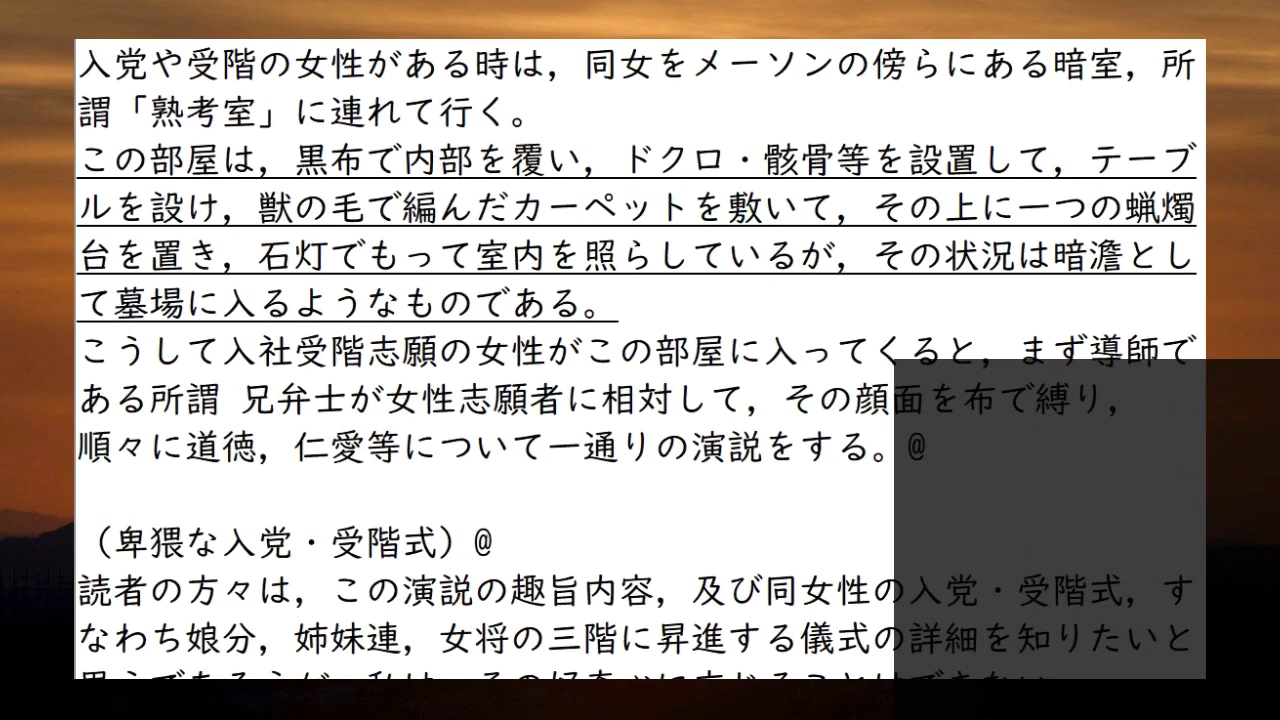 入党や受階の女性がある時は，同女をメーソンの傍らにある暗室，所
謂「熟考室」に連れて行く。
この部屋は，黒布で内部を覆い，ドクロ・骸骨等を設置して，テーブ
ルを設け，獣の毛で編んだカーペットを敷いて，その上に一つの蝋燭
台を置き，石灯でもって室内を照らしているが，その状況は暗澹とし
て墓場に入るようなものである。
こうして入社受階志願の女性がこの部屋に入ってくると，まず導師で
ある所謂 兄弁士が女性志願者に相対して，その顔面を布で縛り，
順々に道徳，仁愛等について一通りの演説をする。@
（卑猥な入党・受階式）@
読者の方々は，この演説の趣旨内容，及び同女性の入党・受階式，す
なわち娘分，姉妹連，女将の三階に昇進する儀式の詳細を知りたいと